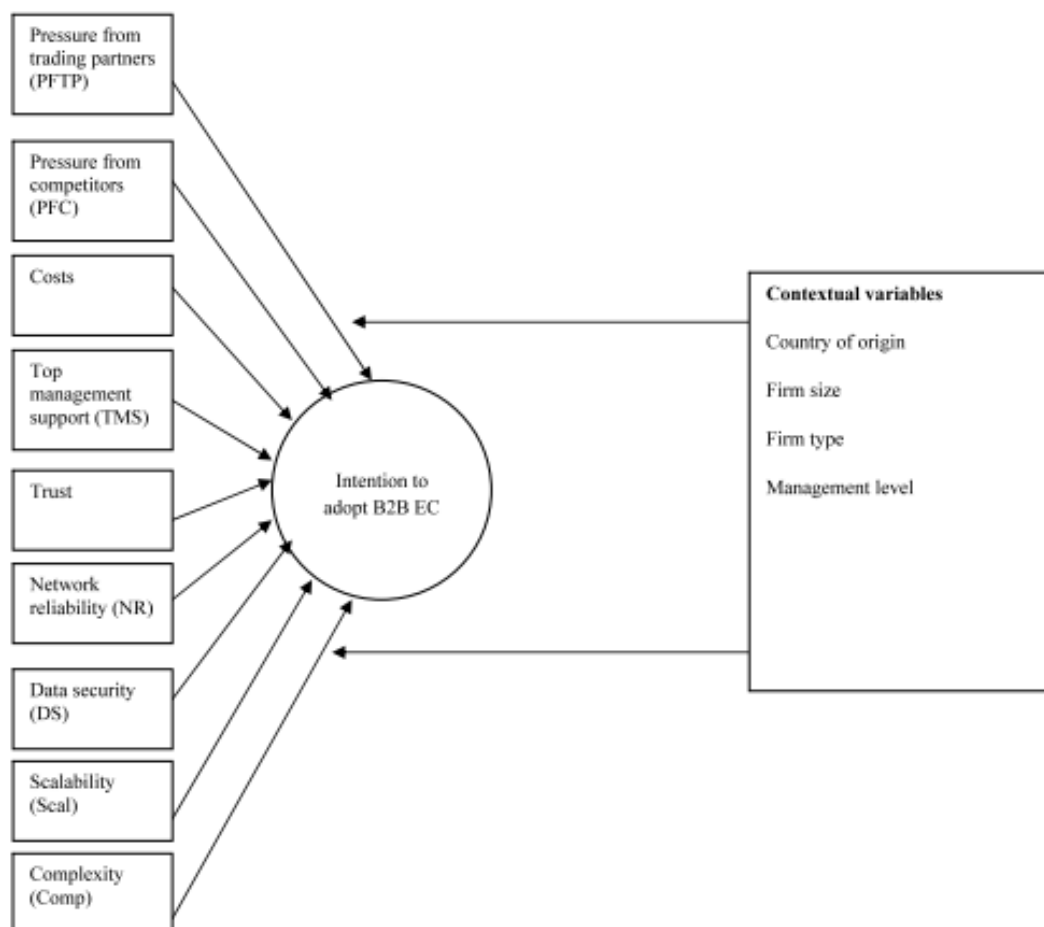 Pressure from
trading partners
(PFTP)
Pressure from
competitors
(PFC)
Costs
Top
management
support (TMS)
Trust
Network
reliability (NR)
Data security
(DS)
Scalability
(Scal)
Complexity
(Comp)
Intention to
adopt B2B EC
Contextual variables
Country of origin
Firm size
Firm type
Management level